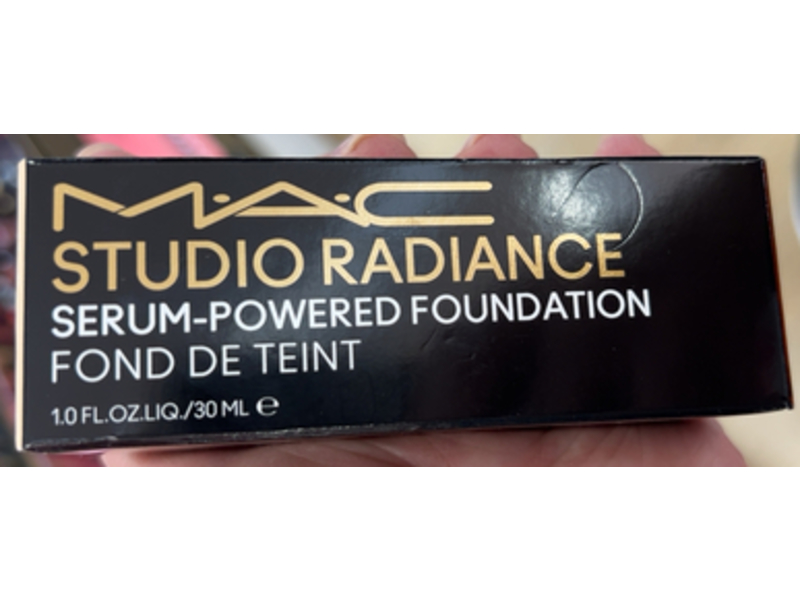 M·A·C
STUDIO RADIANCE
SERUM-POWERED FOUNDATION
FOND DE TEINT
1.0 FL.OZ.LIQ./30 ML ℮